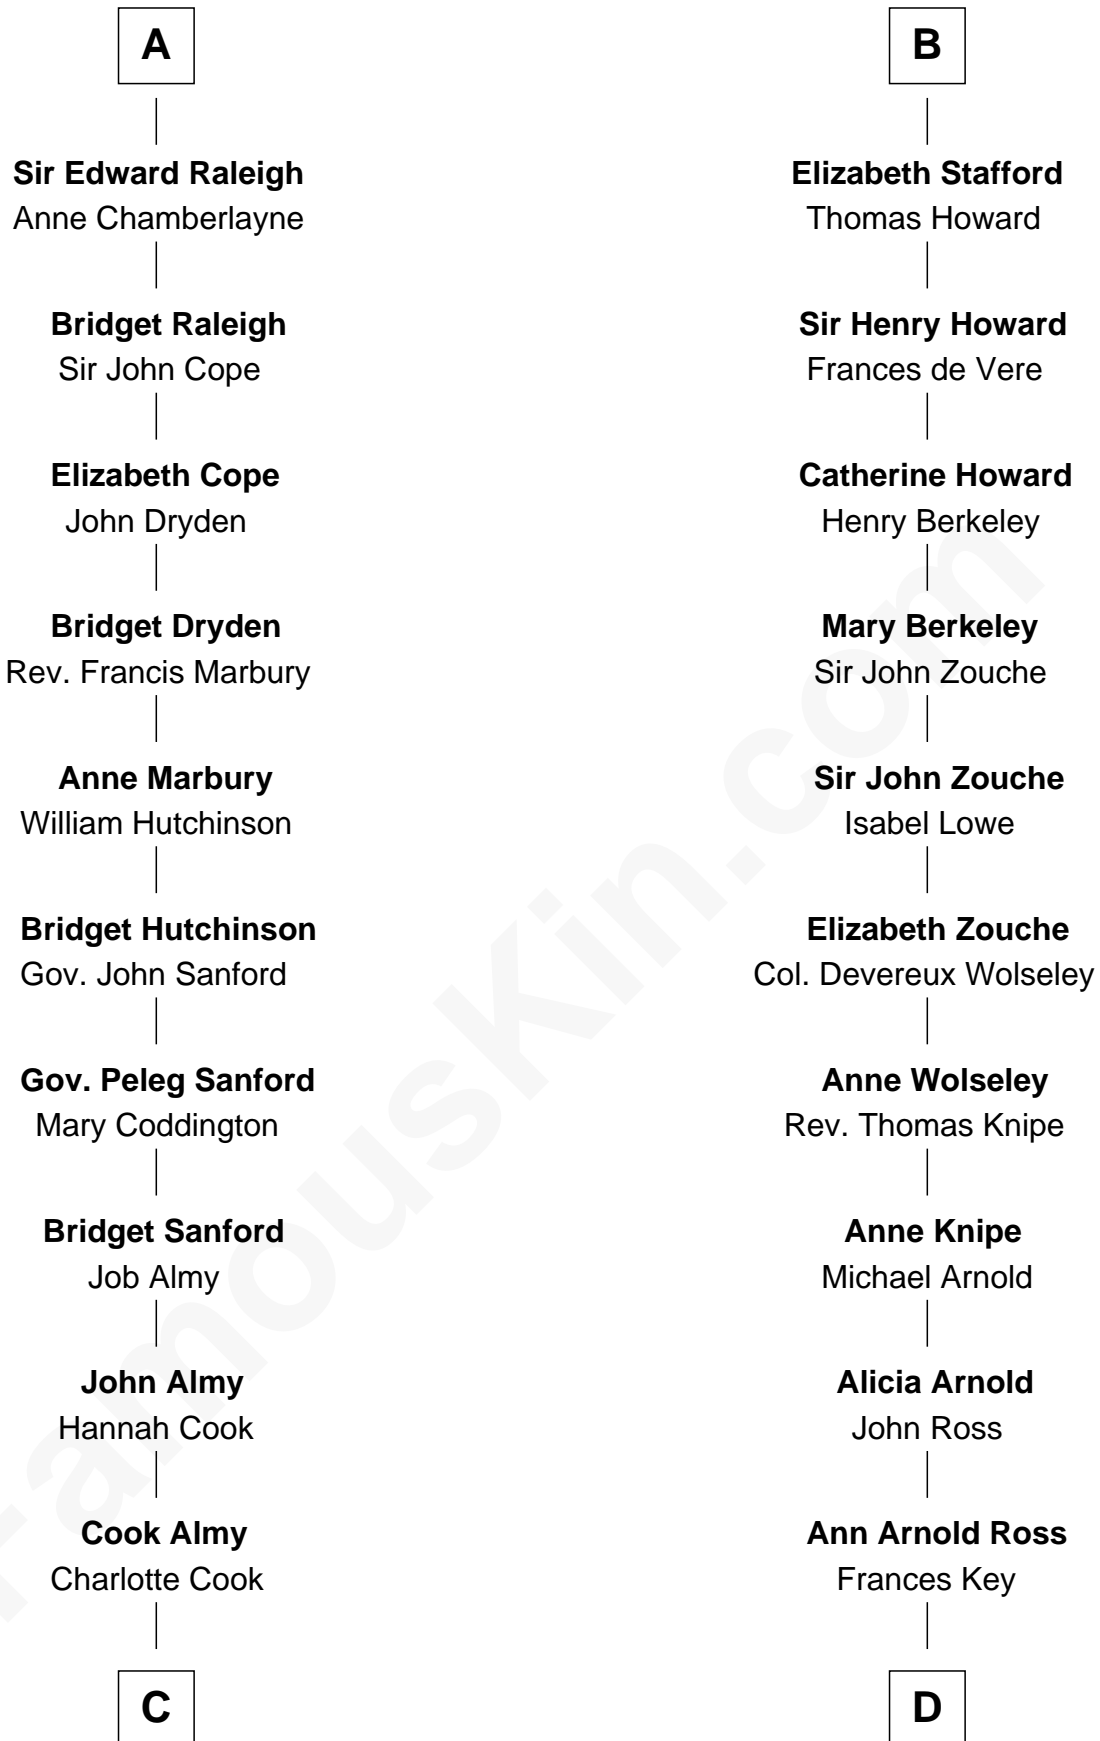 A
Sir Edward Raleigh
Anne Chamberlayne
Bridget Raleigh
Sir John Cope
Elizabeth Cope
John Dryden
Bridget Dryden
Rev. Francis Marbury
Anne Marbury
William Hutchinson
Bridget Hutchinson
Gov. John Sanford
Gov. Peleg Sanford
Mary Coddington
Bridget Sanford
Job Almy
John Almy
Hannah Cook
Cook Almy
Charlotte Cook
C
B
Elizabeth Stafford
Thomas Howard
Sir Henry Howard
Frances de Vere
Catherine Howard
Henry Berkeley
Mary Berkeley
Sir John Zouche
Sir John Zouche
Isabel Lowe
Elizabeth Zouche
Col. Devereux Wolseley
Anne Wolseley
Rev. Thomas Knipe
Anne Knipe
Michael Arnold
Alicia Arnold
John Ross
Ann Arnold Ross
Frances Key
D
FamousKin.com